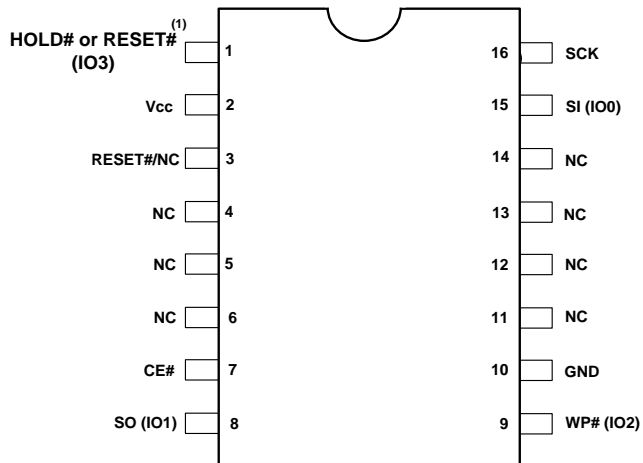 HOLD# or RESET#(1)
(IO3)
1
16
SCK
Vcc
2
15
SI (IO0)
RESET#/NC
3
14
NC
NC
4
13
NC
NC
5
12
NC
NC
6
11
NC
CE#
7
10
GND
SO (IO1)
8
9
WP# (IO2)